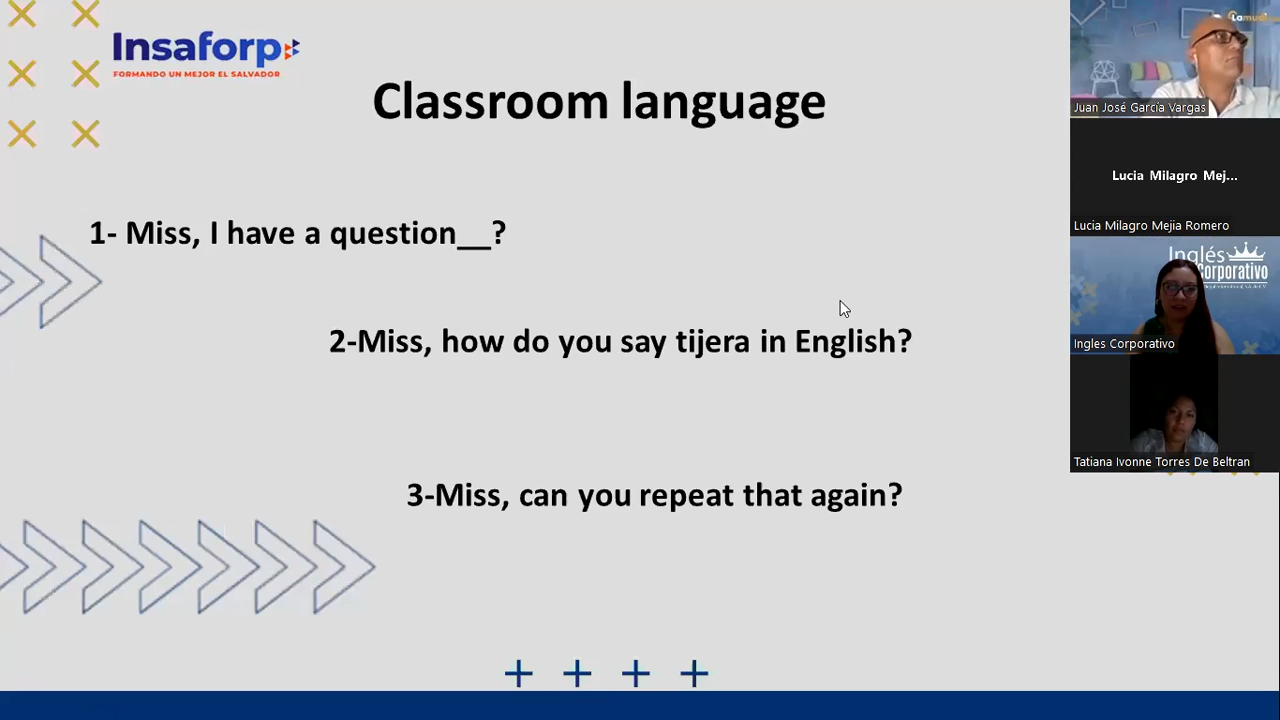 Insaforp
FORMANDO UN MEJOR EL SALVADOR
Classroom language
1- Miss, I have a question__?
2-Miss, how do you say tijera in English?
3-Miss, can you repeat that again?
Juan José García Vargas
Lucia Milagro Mej...
Lucia Milagro Mejia Romero
Inglés
Corporativo
Ingles Corporativo
Tatiana Ivonne Torres De Beltran